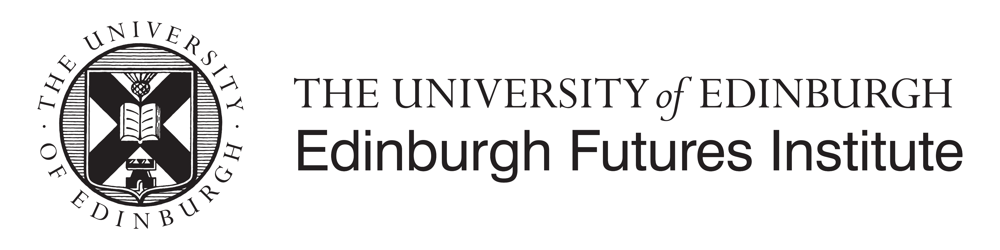 · THE UNIVERSITY ·
OF EDINBURGH
THE UNIVERSITY of EDINBURGH
Edinburgh Futures Institute